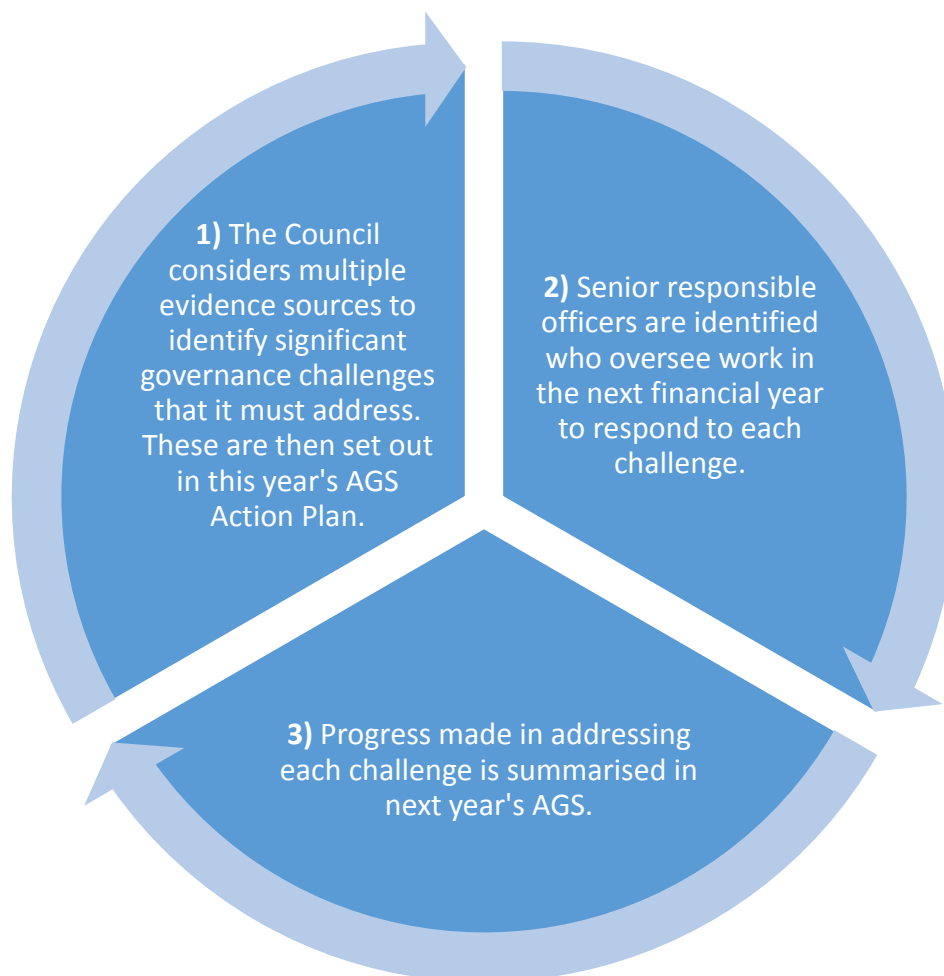 1) The Council
considers multiple
evidence sources to
identify significant
governance challenges
that it must address.
These are then set out
in this year's AGS
Action Plan.
2) Senior responsible
officers are identified
who oversee work in
the next financial year
to respond to each
challenge.
3) Progress made in addressing
each challenge is summarised in
next year's AGS.